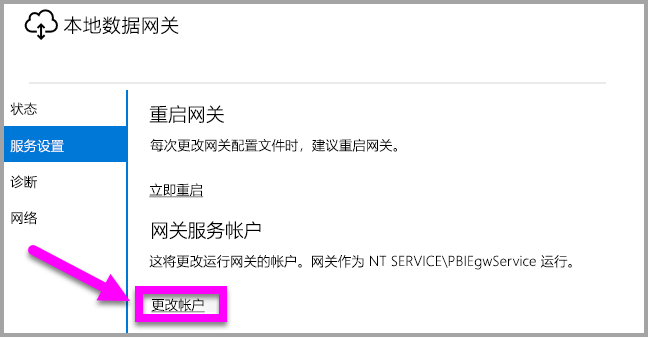 本地数据网关
状态
服务设置
诊断
网络
重启网关
每次更改网关配置文件时，建议重启网关。
立即重启
网关服务帐户
这将更改运行网关的帐户。网关作为 NT SERVICE\PBIEgwService 运行。
更改帐户